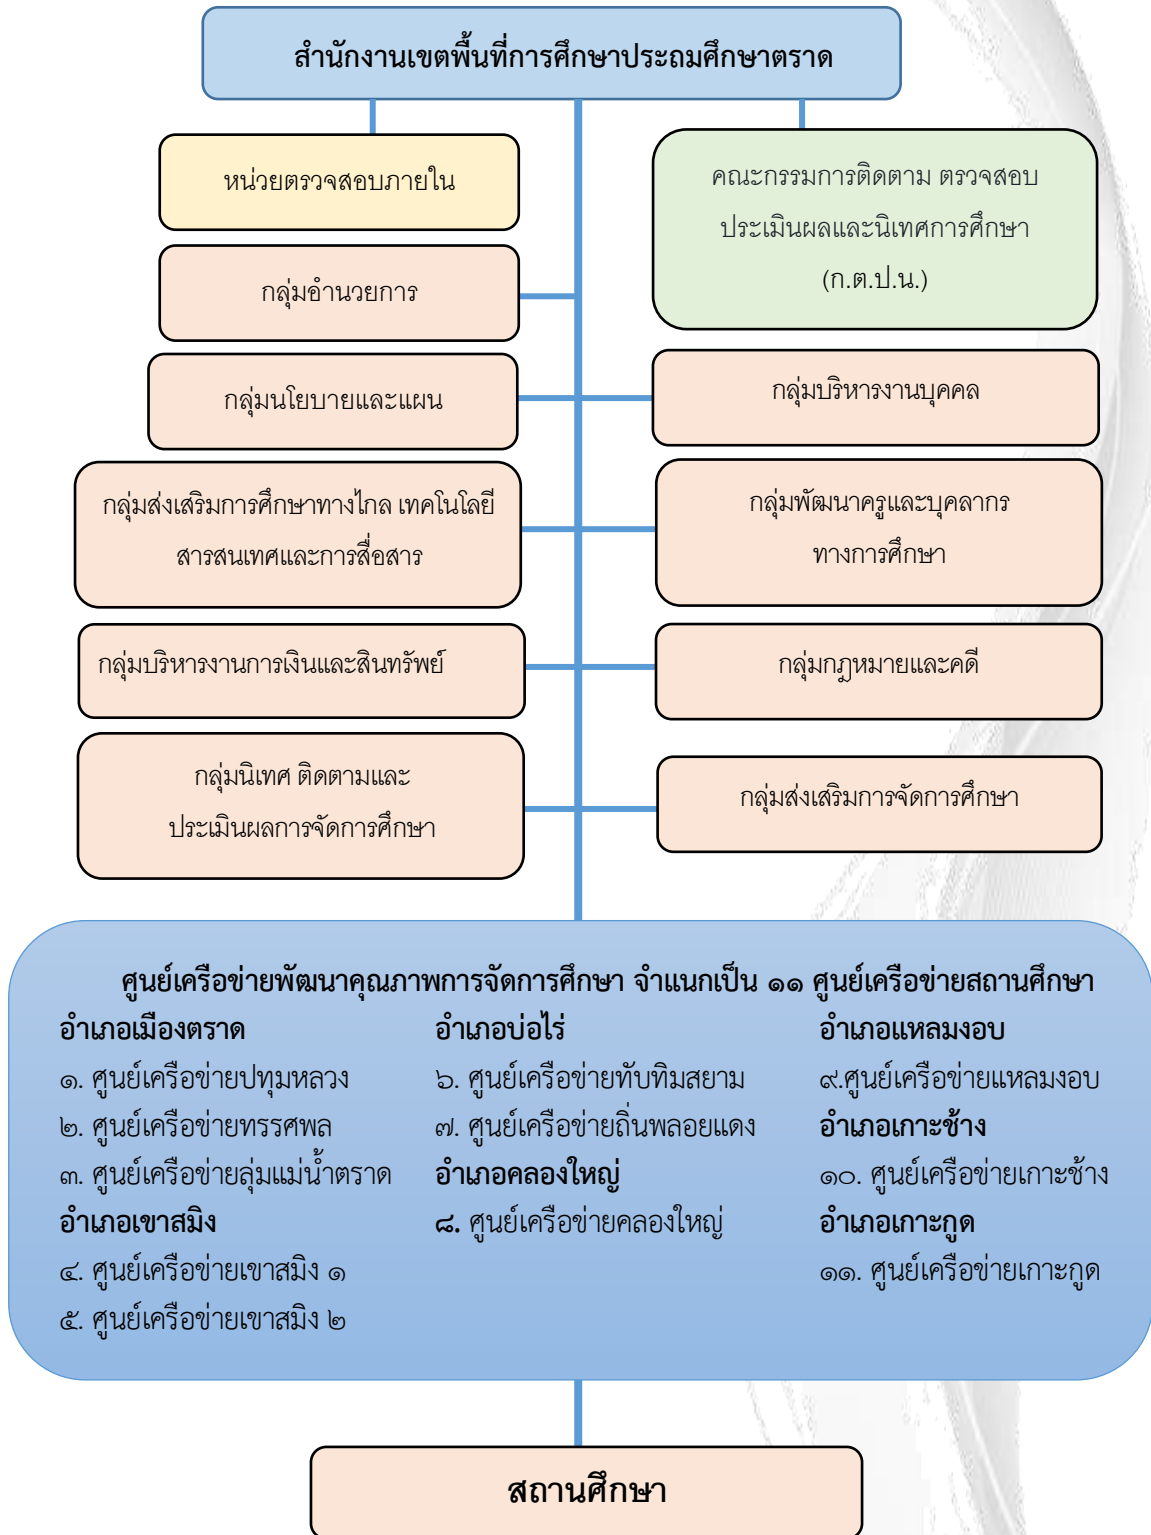 สำนักงานเขตพื้นที่การศึกษาประถมศึกษาตราด
หน่วยตรวจสอบภายใน
คณะกรรมการติดตาม ตรวจสอบ
ประเมินผลและนิเทศการศึกษา
(ก.ต.ป.น.)
กลุ่มอำนวยการ
กลุ่มนโยบายและแผน
กลุ่มบริหารงานบุคคล
กลุ่มส่งเสริมการศึกษาทางไกล เทคโนโลยี
สารสนเทศและการสื่อสาร
กลุ่มพัฒนาครูและบุคลากร
ทางการศึกษา
กลุ่มบริหารงานการเงินและสินทรัพย์
กลุ่มกฎหมายและคดี
กลุ่มนิเทศ ติดตามและ
ประเมินผลการจัดการศึกษา
กลุ่มส่งเสริมการจัดการศึกษา
ศูนย์เครือข่ายพัฒนาคุณภาพการจัดการศึกษา จำแนกเป็น ๑๑ ศูนย์เครือข่ายสถานศึกษา
อำเภอเมืองตราด
๑. ศูนย์เครือข่ายปทุมหลวง
๒. ศูนย์เครือข่ายทรรศพล
๓. ศูนย์เครือข่ายลุ่มแม่น้ำตราด
อำเภอเขาสมิง
๔. ศูนย์เครือข่ายเขาสมิง ๑
๕. ศูนย์เครือข่ายเขาสมิง ๒
อำเภอบ่อไร่
๖. ศูนย์เครือข่ายทับทิมสยาม
๗. ศูนย์เครือข่ายถิ่นพลอยแดง
อำเภอคลองใหญ่
๘. ศูนย์เครือข่ายคลองใหญ่
อำเภอแหลมงอบ
๙.ศูนย์เครือข่ายแหลมงอบ
อำเภอเกาะช้าง
๑๐. ศูนย์เครือข่ายเกาะช้าง
อำเภอเกาะกูด
๑๑. ศูนย์เครือข่ายเกาะกูด
สถานศึกษา